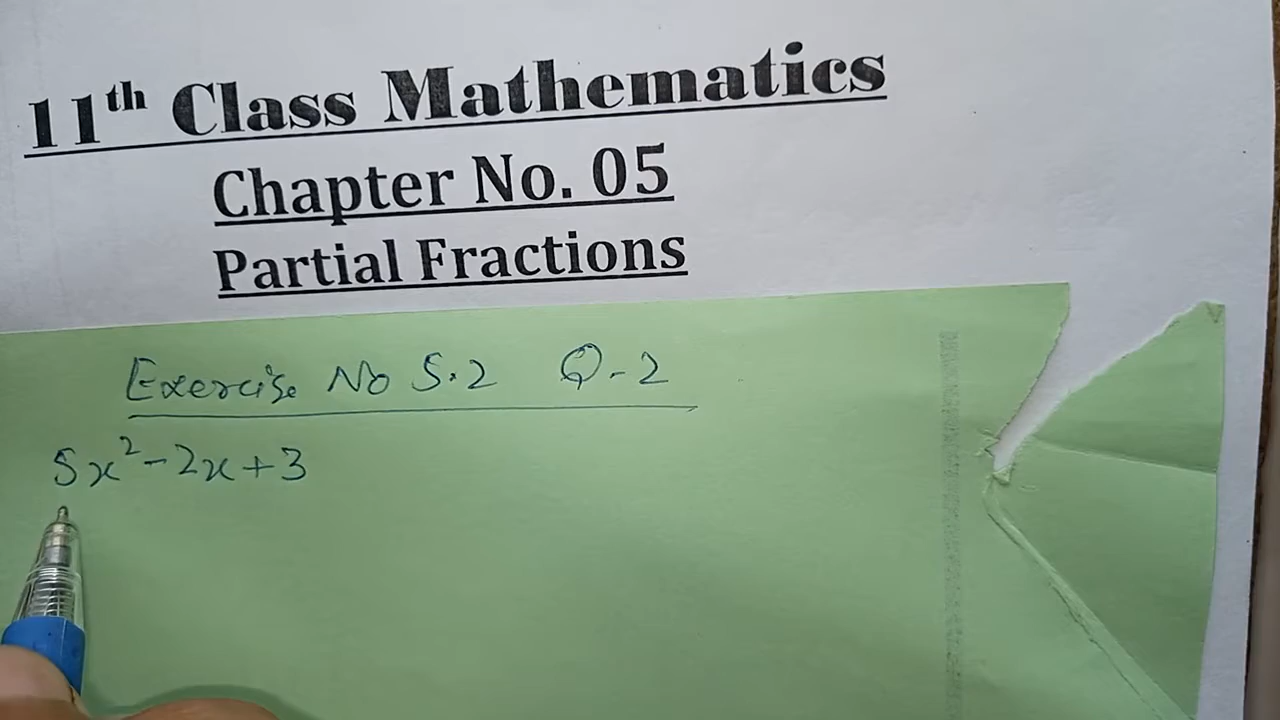 11th Class Mathematics
Chapter No. 05
Partial Fractions
Exercise No 5.2 Q.2
5x²-2x+3